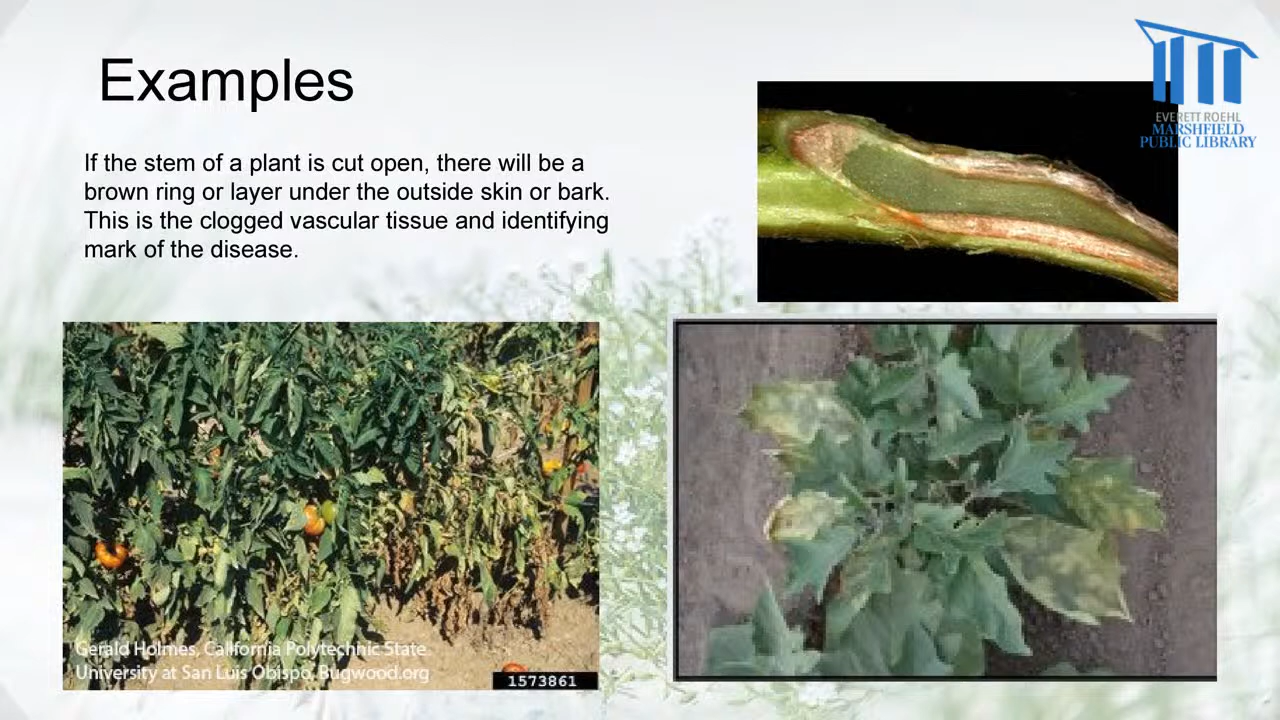 Examples
If the stem of a plant is cut open, there will be a
brown ring or layer under the outside skin or bark.
This is the clogged vascular tissue and identifying
mark of the disease.
EVERETT ROEHL
MARSHFIELD
PUBLIC LIBRARY
Gerald Holmes, California Polytechnic State
University at San Luis Obispo, Bugwood.org
1573861